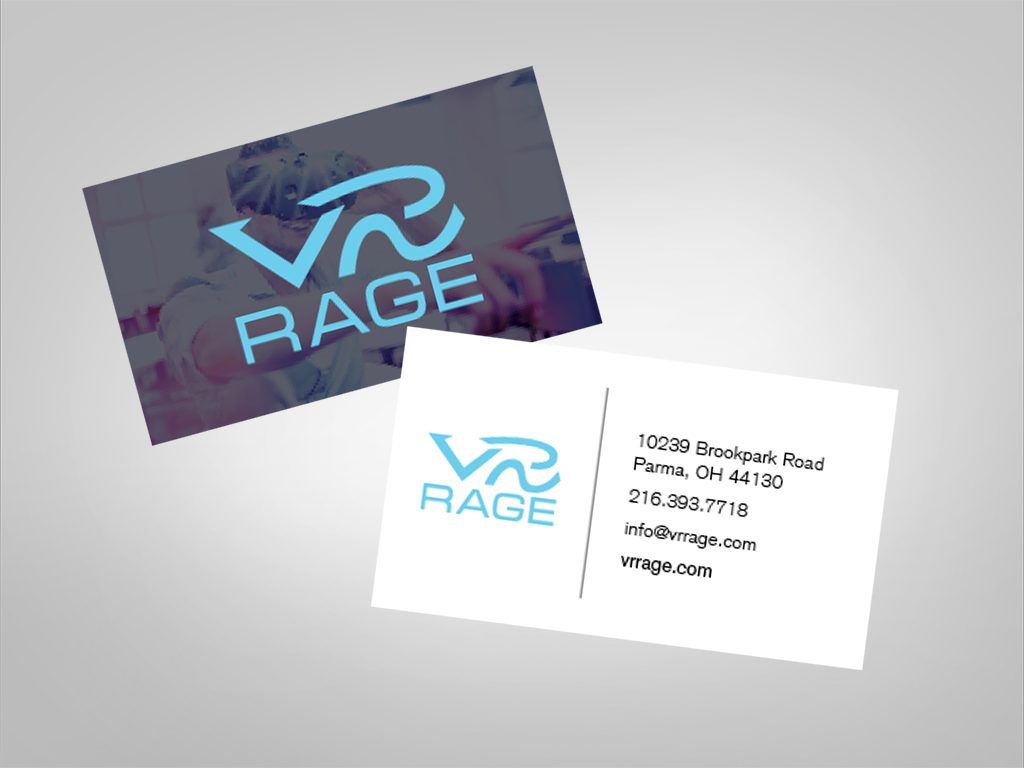 VR
RAGE
VR
RAGE
10239 Brookpark Road
Parma, OH 44130
216.393.7718
info@vrrage.com
vrrage.com